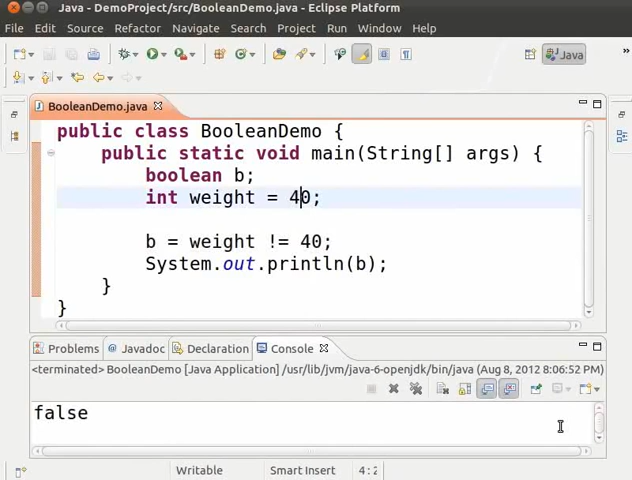 Java - DemoProject/src/BooleanDemo.java - Eclipse Platform
File Edit Source Refactor Navigate Search Project Run Window Help
Java »
BooleanDemo.java
public class BooleanDemo {
public static void main(String[] args) {
boolean b;
int weight = 40;
b = weight != 40;
System.out.println(b);
}
}
Problems @ Javadoc Declaration Console
<terminated> BooleanDemo [Java Application] /usr/lib/jvm/java-6-openjdk/bin/java (Aug 8, 2012 8:06:52 PM)
false
Writable Smart Insert 4 : 2